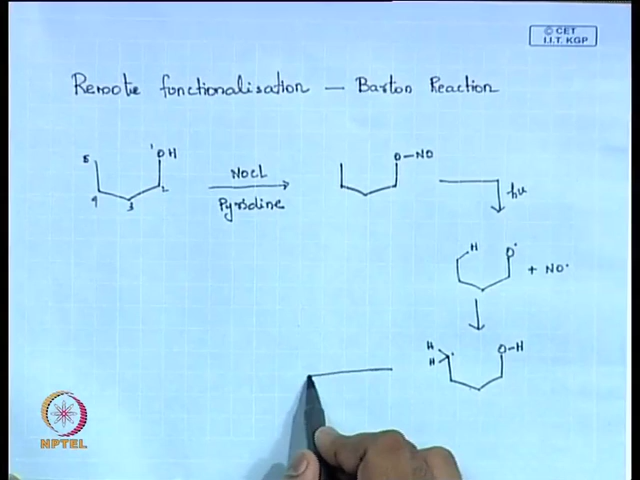 © CET
I.I.T. KGP
Remote functionalisation — Barton Reaction
5 4 3 2 1 OH
NOCl
Pyridine
O—NO
hν
H O• + NO•
H H • O—H
NPTEL